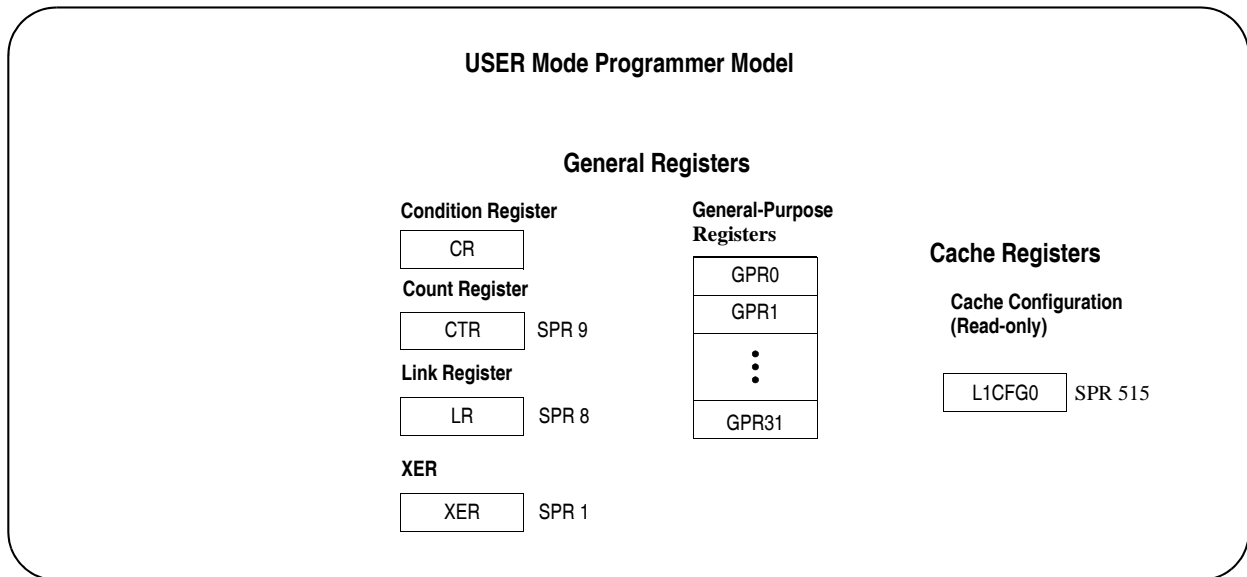 USER Mode Programmer Model
General Registers
Condition Register
CR
Count Register
CTR SPR 9
Link Register
LR SPR 8
XER
XER SPR 1
General-Purpose
Registers
GPR0
GPR1
GPR31
Cache Registers
Cache Configuration
(Read-only)
L1CFG0 SPR 515